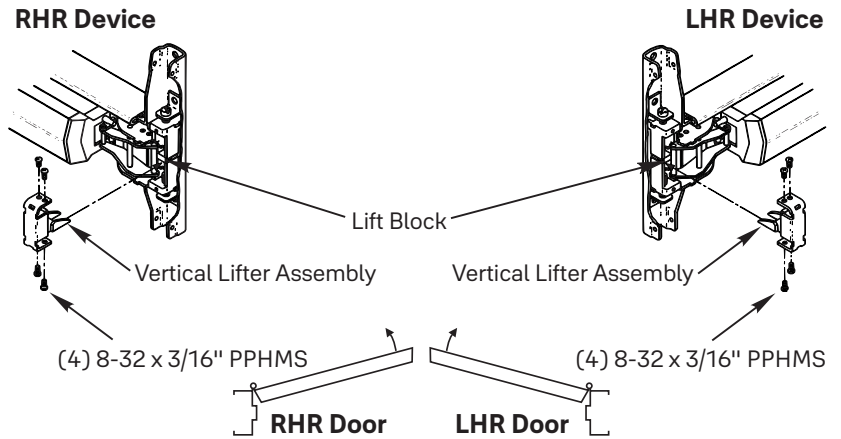 RHR Device
LHR Device
Lift Block
Vertical Lifter Assembly
Vertical Lifter Assembly
(4) 8-32 x 3/16" PPHMS
(4) 8-32 x 3/16" PPHMS
RHR Door
LHR Door